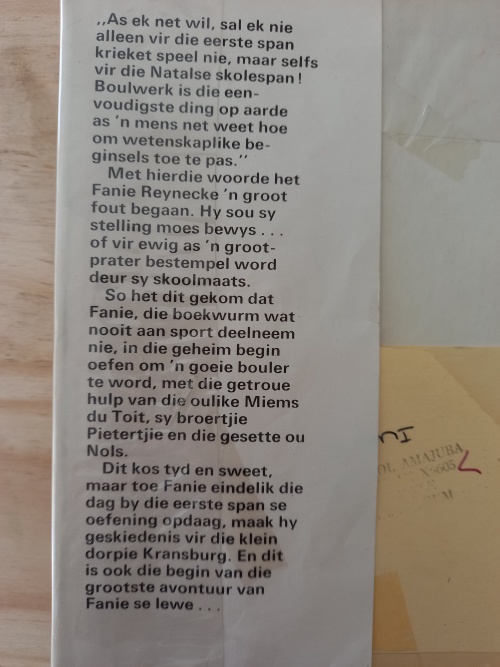 „As ek net wil, sal ek nie
alleen vir die eerste span
krieket speel nie, maar selfs
vir die Natalse skolespan!
Boulwerk is die een-
voudigste ding op aarde
as 'n mens net weet hoe
om wetenskaplike be-
ginsels toe te pas.”
Met hierdie woorde het
Fanie Reynecke 'n groot
fout begaan. Hy sou sy
stelling moes bewys . . .
of vir ewig as 'n groot-
prater bestempel word
deur sy skoolmaats.
So het dit gekom dat
Fanie, die boekwurm wat
nooit aan sport deelneem
nie, in die geheim begin
oefen om 'n goeie bouler
te word, met die getroue
hulp van die oulike Miems
du Toit, sy broertjie
Pietertjie en die gesette ou
Nols.
Dit kos tyd en sweet,
maar toe Fanie eindelik die
dag by die eerste span se
oefening opdaag, maak hy
geskiedenis vir die klein
dorpie Kransburg. En dit
is ook die begin van die
grootste avontuur van
Fanie se lewe . . .
AMAJUBA